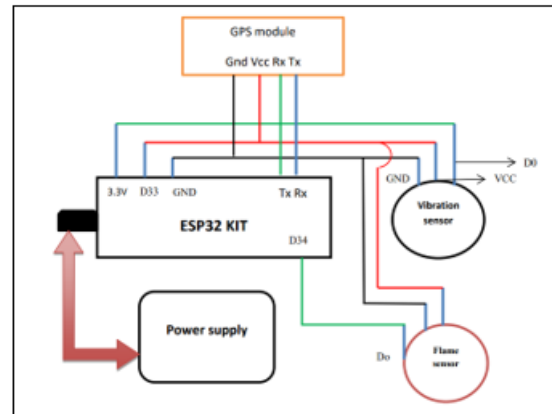 GPS module
Gnd Vcc Rx Tx
D0
GND
VCC
3.3V D33 GND Tx Rx
Vibration
sensor
ESP32 KIT
D34
Power supply
Do
Flame
sensor